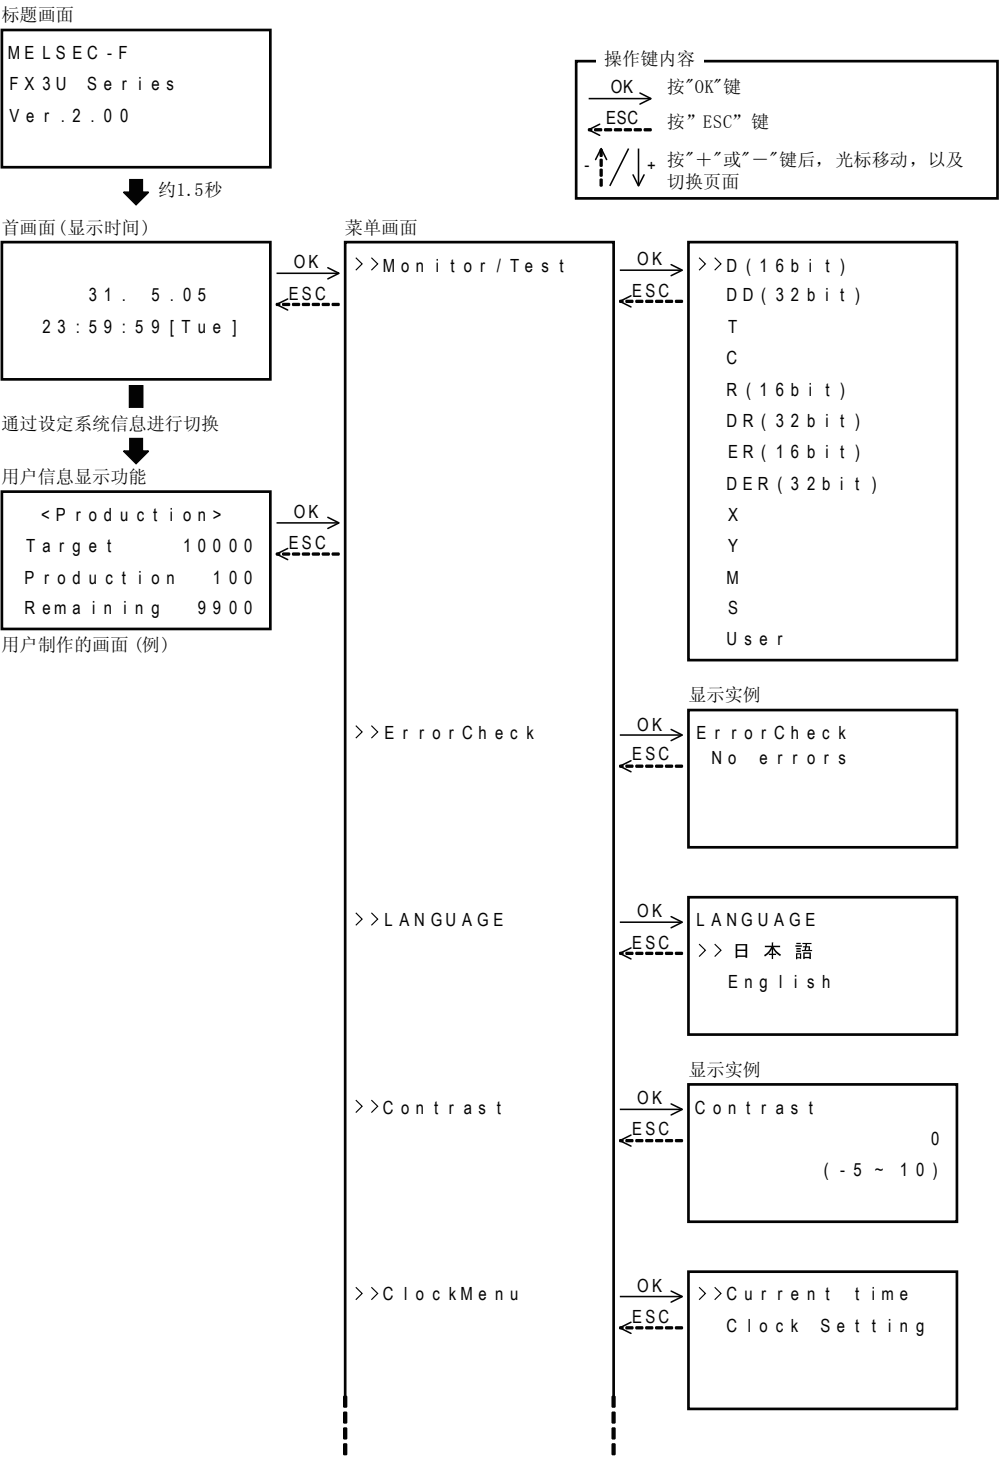 标题画面
MELSEC-F
FX3U Series
Ver.2.00
操作键内容
OK 按"OK"键
ESC 按”ESC”键
- / + 按"＋"或"－"键后，光标移动，以及
切换页面
约1.5秒
首画面(显示时间)
31. 5.05
23:59:59[Tue]
通过设定系统信息进行切换
用户信息显示功能
<Production>
Target 10000
Production 100
Remaining 9900
用户制作的画面(例)
OK
ESC
OK
ESC
菜单画面
>>Monitor/Test
OK
ESC
>>D(16bit)
DD(32bit)
T
C
R(16bit)
DR(32bit)
ER(16bit)
DER(32bit)
X
Y
M
S
User
>>ErrorCheck
OK
ESC
显示实例
ErrorCheck
No errors
>>LANGUAGE
OK
ESC
LANGUAGE
>>日本語
English
>>Contrast
OK
ESC
显示实例
Contrast
0
(-5~10)
>>ClockMenu
OK
ESC
>>Current time
Clock Setting